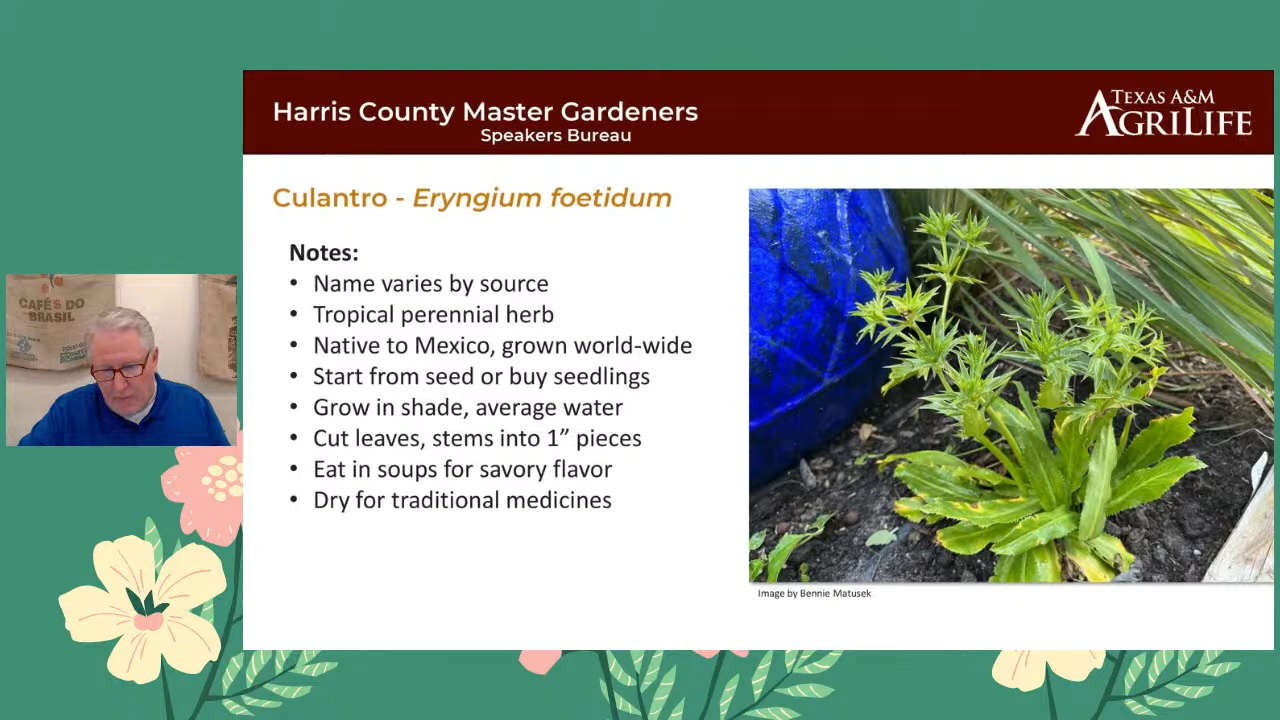 Harris County Master Gardeners
Speakers Bureau
TEXAS A&M
AGRILIFE
Culantro - Eryngium foetidum
Notes:
• Name varies by source
• Tropical perennial herb
• Native to Mexico, grown world-wide
• Start from seed or buy seedlings
• Grow in shade, average water
• Cut leaves, stems into 1” pieces
• Eat in soups for savory flavor
• Dry for traditional medicines
Image by Bennie Matusek
CAFÉS DO
BRASIL